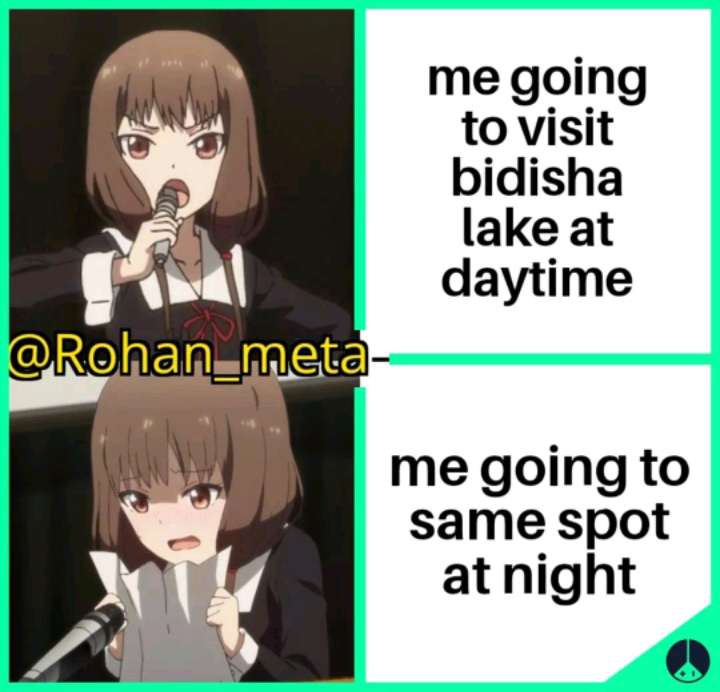 me going
to visit
bidisha
lake at
daytime
@Rohan_meta-
me going to
same spot
at night